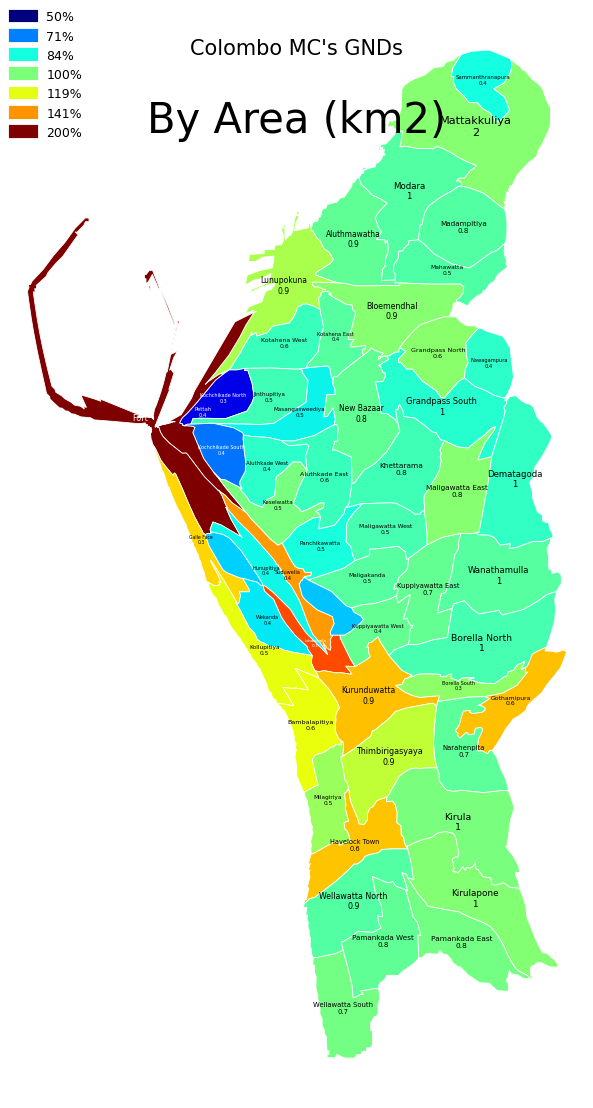 50%
71%
84%
100%
119%
141%
200%
Colombo MC's GNDs
By Area (km2)
Sammanthranapura
0.4
Mattakkuliya
2
Modara
1
Madampitiya
0.8
Aluthmawatha
0.9
Mahawatta
0.5
Lunupokuna
0.9
Bloemendhal
0.9
Kotahena West
0.6
Kotahena East
0.4
Grandpass North
0.6
Nawagampura
0.4
Kochchikade North
0.3
Jinthupitiya
0.5
Masangasweediya
0.5
Pettah
0.4
New Bazaar
0.8
Grandpass South
1
Fort
Kochchikade South
0.4
Aluthkade West
0.4
Aluthkade East
0.6
Khettarama
0.8
Dematagoda
1
Maligawatta East
0.8
Keselwatta
0.5
Maligawatta West
0.5
Galle Face
0.3
Panchikawatta
0.5
Hunupitiya
0.4
Suduwella
0.4
Maligakanda
0.5
Wanathamulla
1
Kuppiyawatta East
0.7
Wekanda
0.4
Kuppiyawatta West
0.4
Borella North
1
Kollupitiya
0.5
Borella South
0.3
Kurunduwatta
0.9
Gothamipura
0.6
Bambalapitiya
0.6
Narahenpita
0.7
Thimbirigasyaya
0.9
Milagiriya
0.5
Kirula
1
Havelock Town
0.6
Wellawatta North
0.9
Kirulapone
1
Pamankada West
0.8
Pamankada East
0.8
Wellawatta South
0.7